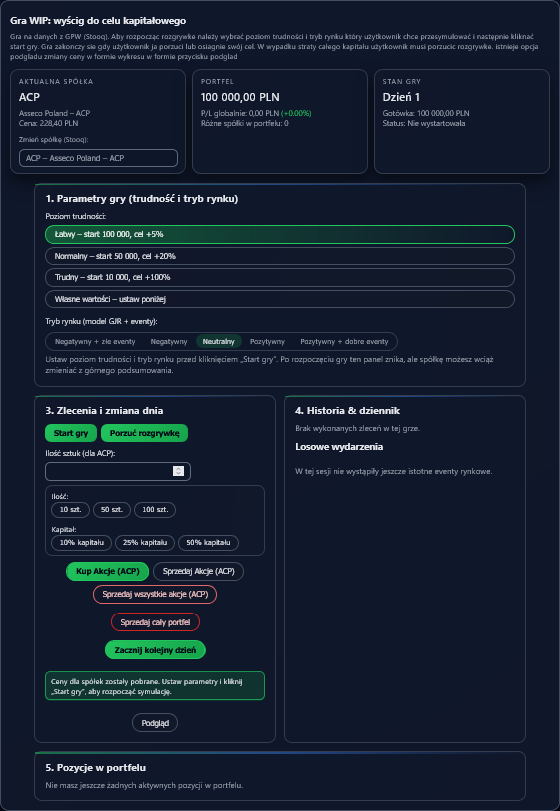 Gra WIP: wyścig do celu kapitałowego
Gra na danych z GPW (Stooq). Aby rozpocząc rozgrywke należy wybrać poziom trudności i tryb rynku który użytkownik chce przesymulować i następnie kliknąć
start gry. Gra zakonczy sie gdy użytkownik ja porzuci lub osiągnie swój cel. W wypadku straty całego kapitału użytkownik musi porzucic rozgrywke. istnieje opcja
podgladu zmiany ceny w formie wykresu w formie przycisku podglad
AKTUALNA SPÓŁKA
ACP
Asseco Poland – ACP
Cena: 228,40 PLN
Zmień spółkę (Stooq):
ACP – Asseco Poland – ACP
PORTFEL
100 000,00 PLN
P/L globalnie: 0,00 PLN (+0.00%)
Różne spółki w portfelu: 0
STAN GRY
Dzień 1
Gotówka: 100 000,00 PLN
Status: Nie wystartowała
1. Parametry gry (trudność i tryb rynku)
Poziom trudności:
Łatwy – start 100 000, cel +5%
Normalny – start 50 000, cel +20%
Trudny – start 10 000, cel +100%
Własne wartości – ustaw poniżej
Tryb rynku (model GJR + eventy):
Negatywny + złe eventy Negatywny Neutralny Pozytywny Pozytywny + dobre eventy
Ustaw poziom trudności i tryb rynku przed kliknięciem „Start gry”. Po rozpoczęciu gry ten panel znika, ale spółkę możesz wciąż
zmieniać z górnego podsumowania.
3. Zlecenia i zmiana dnia
Start gry Porzuć rozgrywkę
Ilość sztuk (dla ACP):
Ilość:
10 szt. 50 szt. 100 szt.
Kapitał:
10% kapitału 25% kapitału 50% kapitału
Kup Akcje (ACP) Sprzedaj Akcje (ACP)
Sprzedaj wszystkie akcje (ACP)
Sprzedaj cały portfel
Zacznij kolejny dzień
Ceny dla spółek zostały pobrane. Ustaw parametry i kliknij
„Start gry”, aby rozpocząć symulację.
Podgląd
4. Historia & dziennik
Brak wykonanych zleceń w tej grze.
Losowe wydarzenia
W tej sesji nie wystąpiły jeszcze istotne eventy rynkowe.
5. Pozycje w portfelu
Nie masz jeszcze żadnych aktywnych pozycji w portfelu.